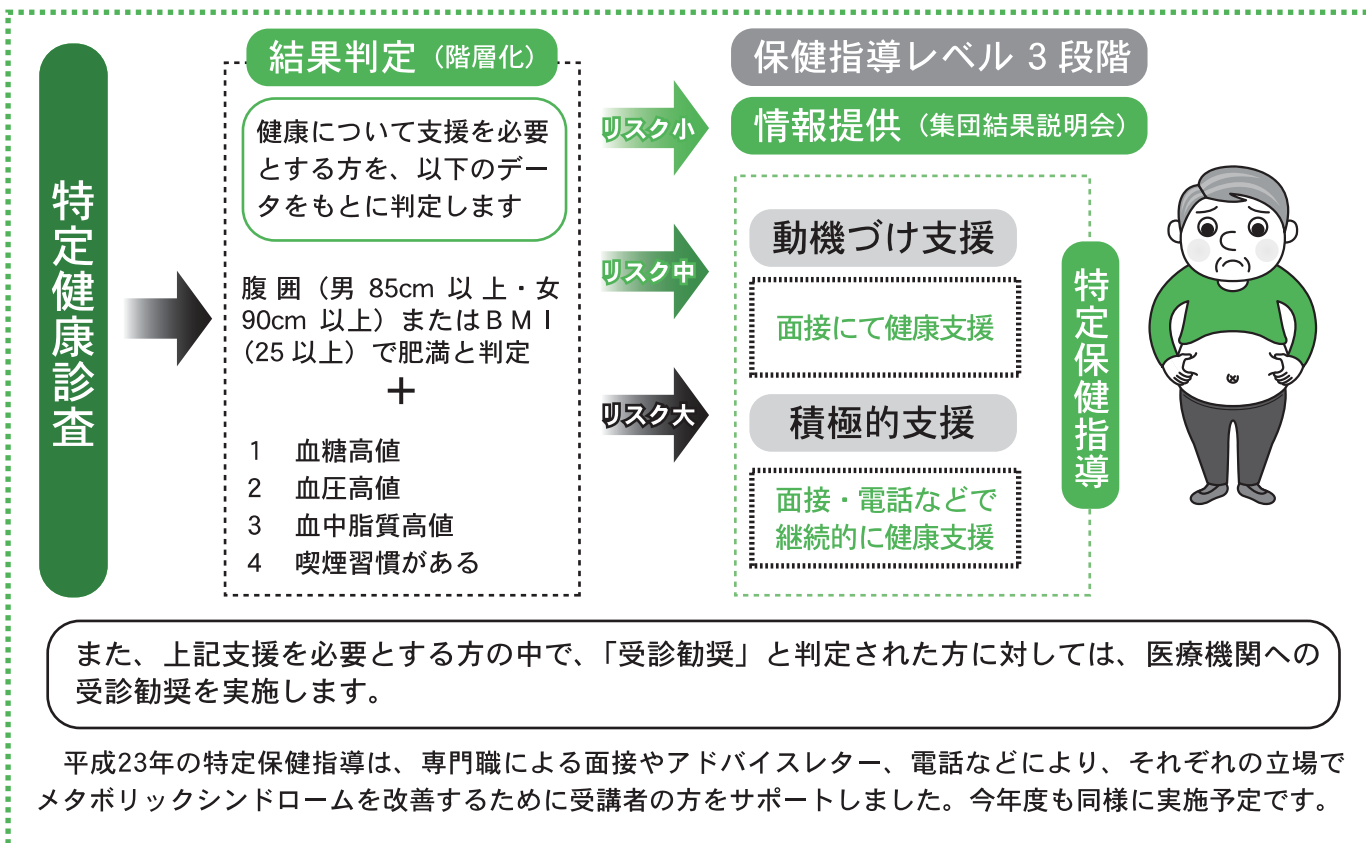 特定健康診査
結果判定（階層化）
健康について支援を必要
とする方を、以下のデー
タをもとに判定します
腹囲（男 85cm 以上・女
90cm 以上）またはＢＭＩ
（25 以上）で肥満と判定
＋
1 血糖高値
2 血圧高値
3 血中脂質高値
4 喫煙習慣がある
リスク小
リスク中
リスク大
保健指導レベル 3 段階
情報提供（集団結果説明会）
動機づけ支援
面接にて健康支援
積極的支援
面接・電話などで
継続的に健康支援
特定保健指導
また、上記支援を必要とする方の中で、「受診勧奨」と判定された方に対しては、医療機関への
受診勧奨を実施します。
平成23年の特定保健指導は、専門職による面接やアドバイスレター、電話などにより、それぞれの立場で
メタボリックシンドロームを改善するために受講者の方をサポートしました。今年度も同様に実施予定です。